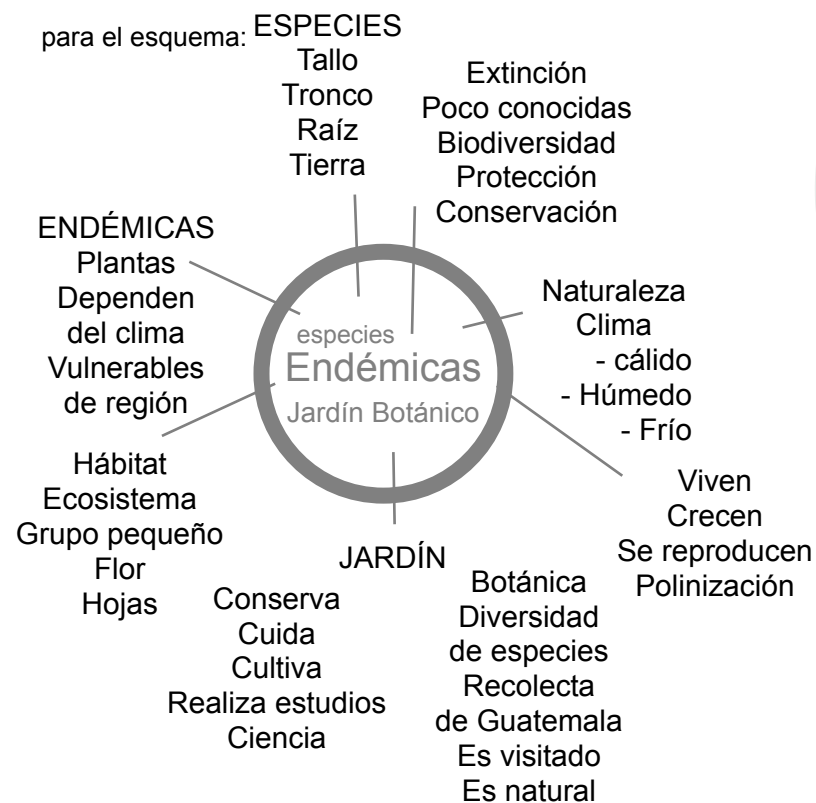 para el esquema:
ESPECIES
Tallo
Tronco
Raíz
Tierra
Extinción
Poco conocidas
Biodiversidad
Protección
Conservación
ENDÉMICAS
Plantas
Dependen
del clima
Vulnerables
de región
especies
Endémicas
Jardín Botánico
Naturaleza
Clima
- cálido
- Húmedo
- Frío
Hábitat
Ecosistema
Grupo pequeño
Flor
Hojas
Viven
Crecen
Se reproducen
Polinización
JARDÍN
Conserva
Cuida
Cultiva
Realiza estudios
Ciencia
Botánica
Diversidad
de especies
Recolecta
de Guatemala
Es visitado
Es natural